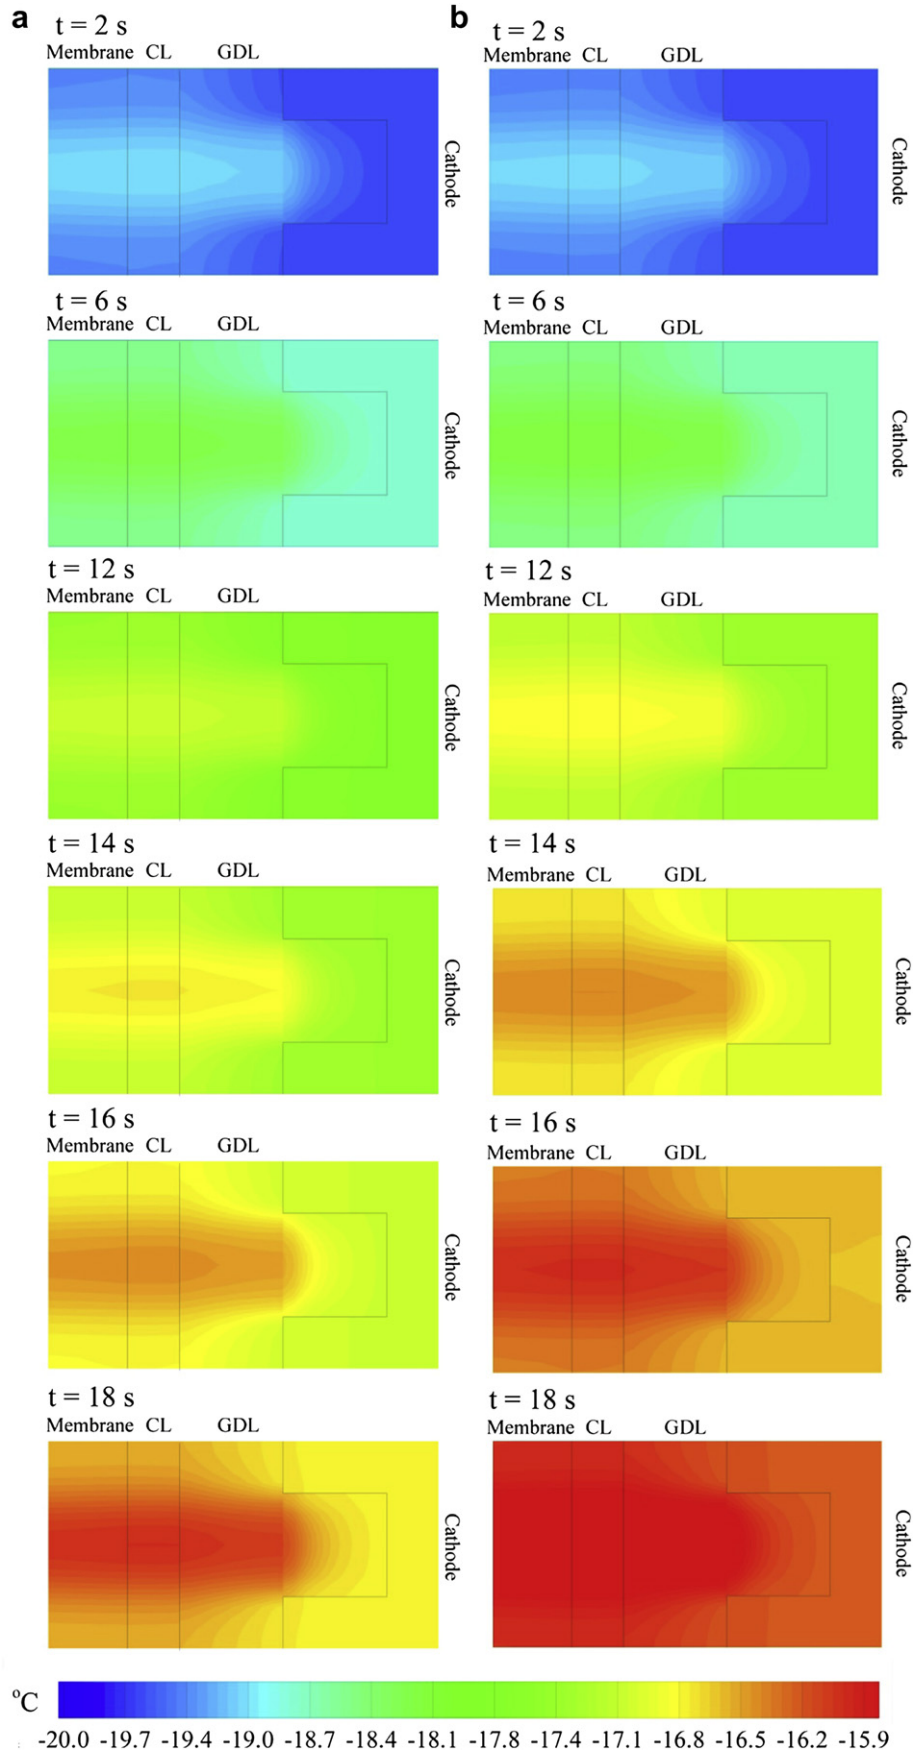 a
b
t = 2 s
Membrane CL GDL
Cathode
t = 2 s
Membrane CL GDL
Cathode
t = 6 s
Membrane CL GDL
Cathode
t = 6 s
Membrane CL GDL
Cathode
t = 12 s
Membrane CL GDL
Cathode
t = 12 s
Membrane CL GDL
Cathode
t = 14 s
Membrane CL GDL
Cathode
t = 14 s
Membrane CL GDL
Cathode
t = 16 s
Membrane CL GDL
Cathode
t = 16 s
Membrane CL GDL
Cathode
t = 18 s
Membrane CL GDL
Cathode
t = 18 s
Membrane CL GDL
Cathode
°C
-20.0 -19.7 -19.4 -19.0 -18.7 -18.4 -18.1 -17.8 -17.4 -17.1 -16.8 -16.5 -16.2 -15.9